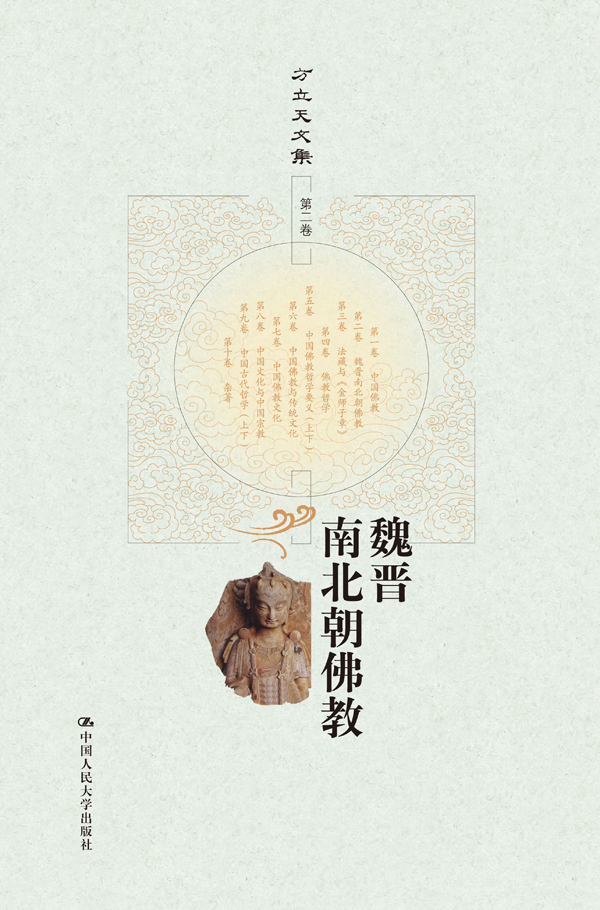 方立天文集
第二卷
第一卷 中国佛教
第二卷 魏晋南北朝佛教
第三卷 法藏与《金师子章》
第四卷 佛教哲学
第五卷 中国佛教哲学要义（上下）
第六卷 中国佛教与传统文化
第七卷 中国佛教文化
第八卷 中国文化与中国宗教
第九卷 中国古代哲学（上下）
第十卷 杂著
魏晋
南北朝佛教
中国人民大学出版社